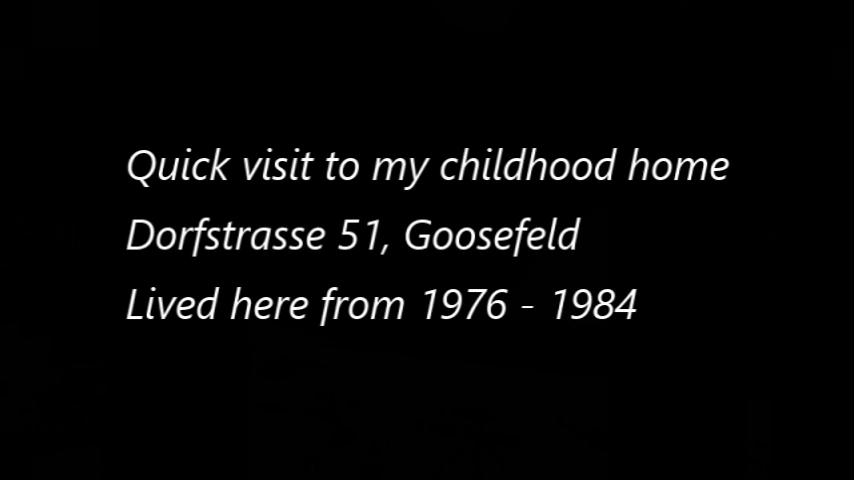 Quick visit to my childhood home
Dorfstrasse 51, Goosefeld
Lived here from 1976 - 1984